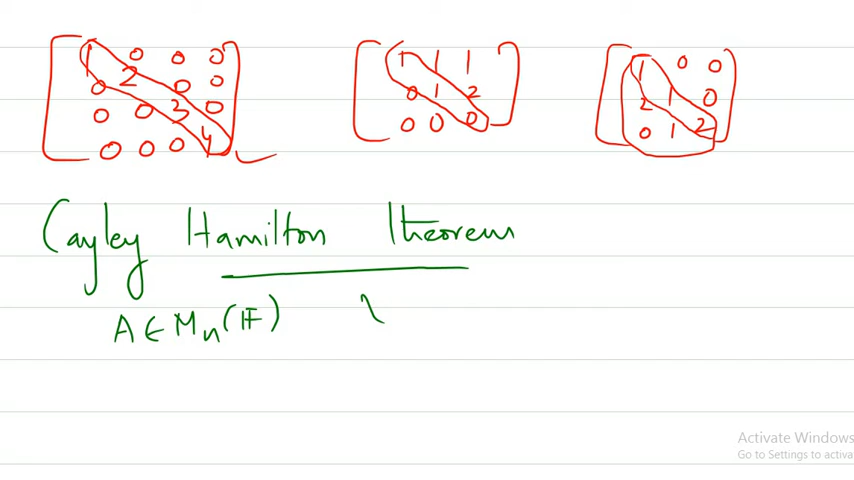 [1 0 0 0] [1 1 1] [1 0 0]
[0 2 0 0] [0 1 2] [2 1 0]
[0 0 3 0] [0 0 0] [0 1 2]
[0 0 0 4]
Cayley Hamilton Theorem
A ∈ Mn(F)
Activate Windows
Go to Settings to activa